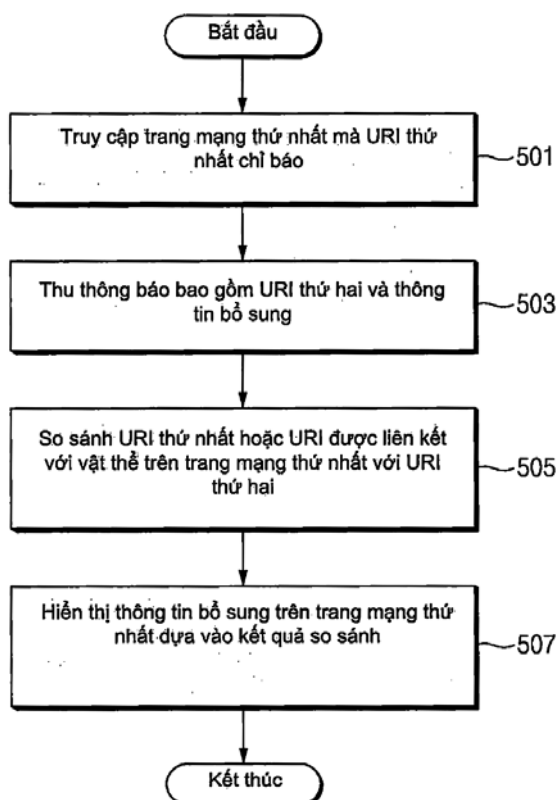 Bắt đầu
Truy cập trang mạng thứ nhất mà URI thứ
nhất chỉ báo
501
Thu thông báo bao gồm URI thứ hai và thông
tin bổ sung
503
So sánh URI thứ nhất hoặc URI được liên kết
với vật thể trên trang mạng thứ nhất với URI
thứ hai
505
Hiển thị thông tin bổ sung trên trang mạng thứ
nhất dựa vào kết quả so sánh
507
Kết thúc